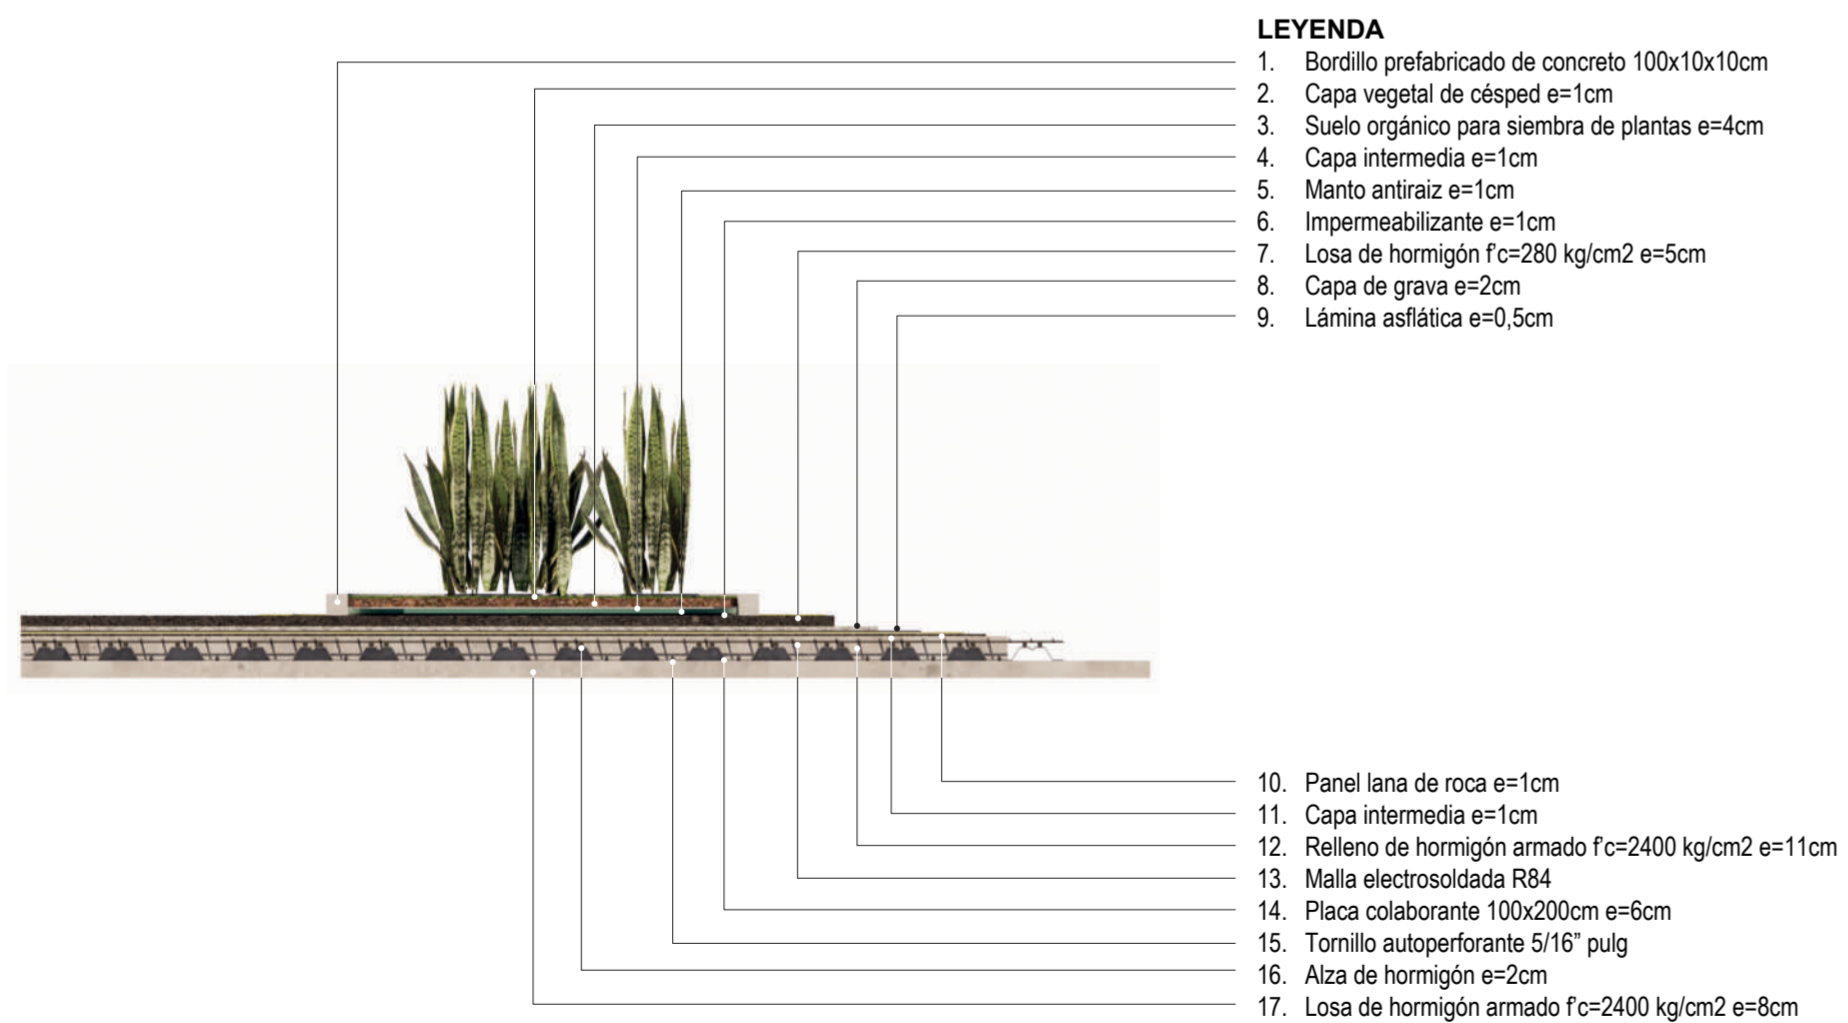 LEYENDA
1. Bordillo prefabricado de concreto 100x10x10cm
2. Capa vegetal de césped e=1cm
3. Suelo orgánico para siembra de plantas e=4cm
4. Capa intermedia e=1cm
5. Manto antiraiz e=1cm
6. Impermeabilizante e=1cm
7. Losa de hormigón f’c=280 kg/cm2 e=5cm
8. Capa de grava e=2cm
9. Lámina asflática e=0,5cm
10. Panel lana de roca e=1cm
11. Capa intermedia e=1cm
12. Relleno de hormigón armado f’c=2400 kg/cm2 e=11cm
13. Malla electrosoldada R84
14. Placa colaborante 100x200cm e=6cm
15. Tornillo autoperforante 5/16” pulg
16. Alza de hormigón e=2cm
17. Losa de hormigón armado f’c=2400 kg/cm2 e=8cm